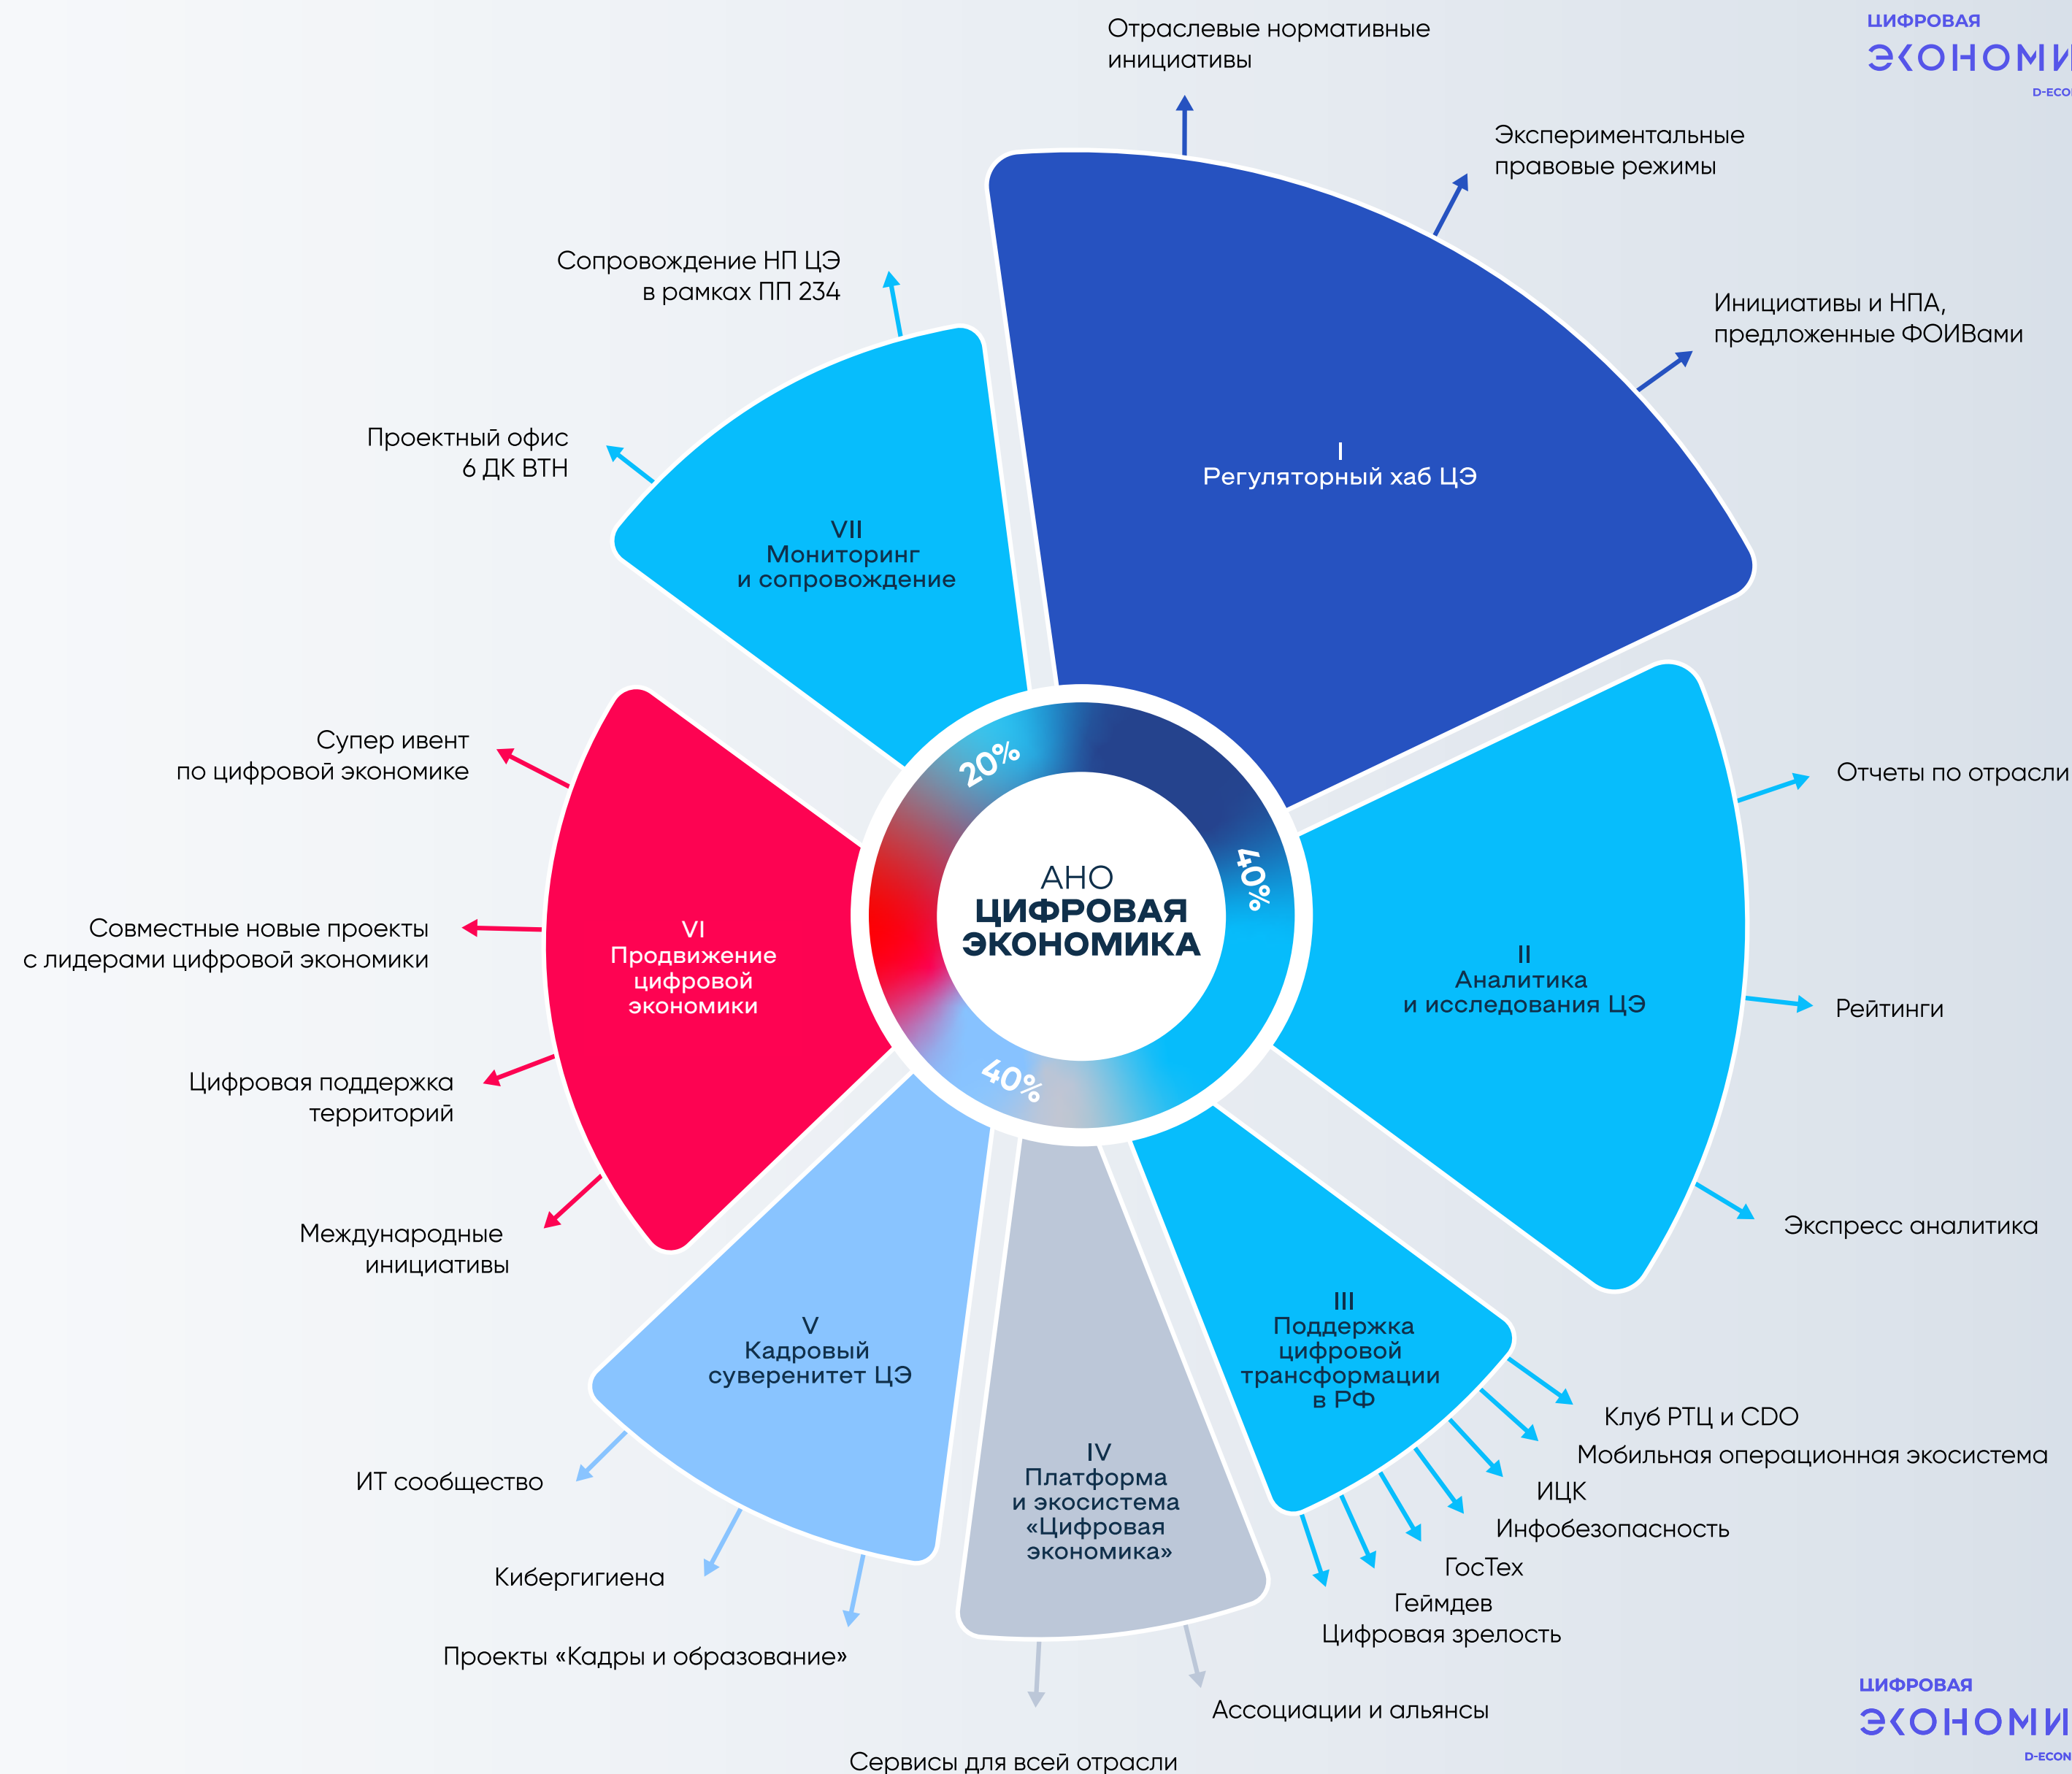 ЦИФРОВАЯ
Отраслевые нормативные
инициативы
Экспериментальные
правовые режимы
Инициативы и НПА,
предложенные ФОИВами
Сопровождение НП ЦЭ
в рамках ПП 234
Проектный офис
6 ДК ВТН
I
Регуляторный хаб ЦЭ
VII
Мониторинг
и сопровождение
Супер ивент
по цифровой экономике
Совместные новые проекты
с лидерами цифровой экономики
Цифровая поддержка
территорий
Международные
инициативы
VI
Продвижение
цифровой
экономики
20%
40%
40%
АНО
ЦИФРОВАЯ
ЭКОНОМИКА
II
Аналитика
и исследования ЦЭ
Отчеты по отрасли
Рейтинги
Экспресс аналитика
III
Поддержка
цифровой
трансформации
в РФ
Клуб РТЦ и CDO
Мобильная операционная экосистема
ИЦК
Инфобезопасность
ГосТех
Геймдев
Цифровая зрелость
IV
Платформа
и экосистема
«Цифровая
экономика»
Ассоциации и альянсы
Сервисы для всей отрасли
V
Кадровый
суверенитет ЦЭ
ИТ сообщество
Кибергигиена
Проекты «Кадры и образование»
ЦИФРОВАЯ